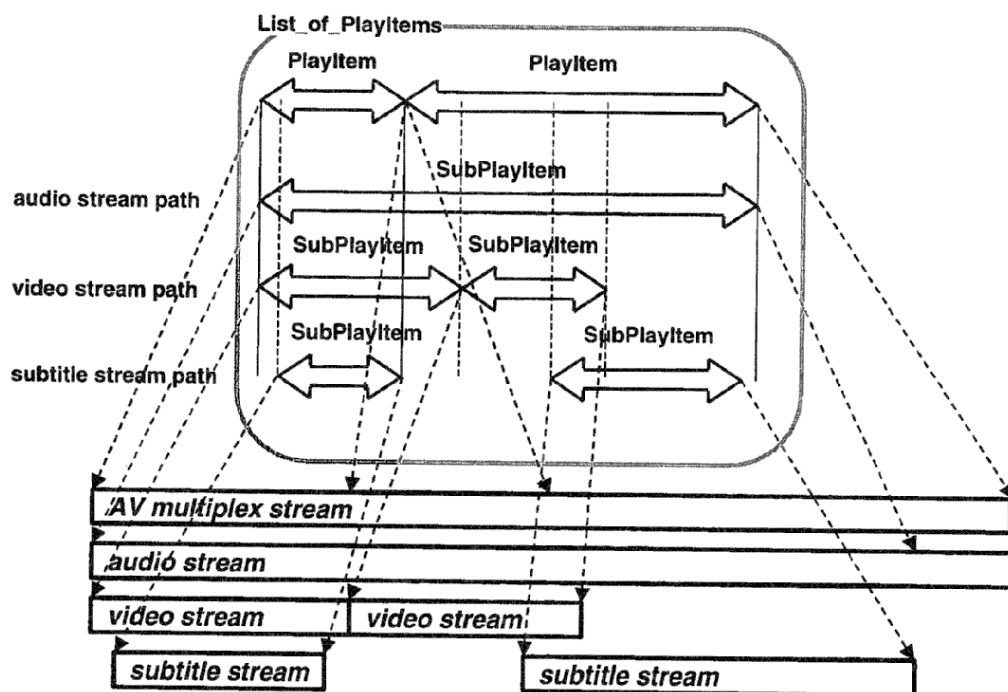 List_of_PlayItems
PlayItem PlayItem
SubPlayItem
audio stream path
SubPlayItem SubPlayItem
video stream path
SubPlayItem SubPlayItem
subtitle stream path
AV multiplex stream
audio stream
video stream video stream
subtitle stream subtitle stream